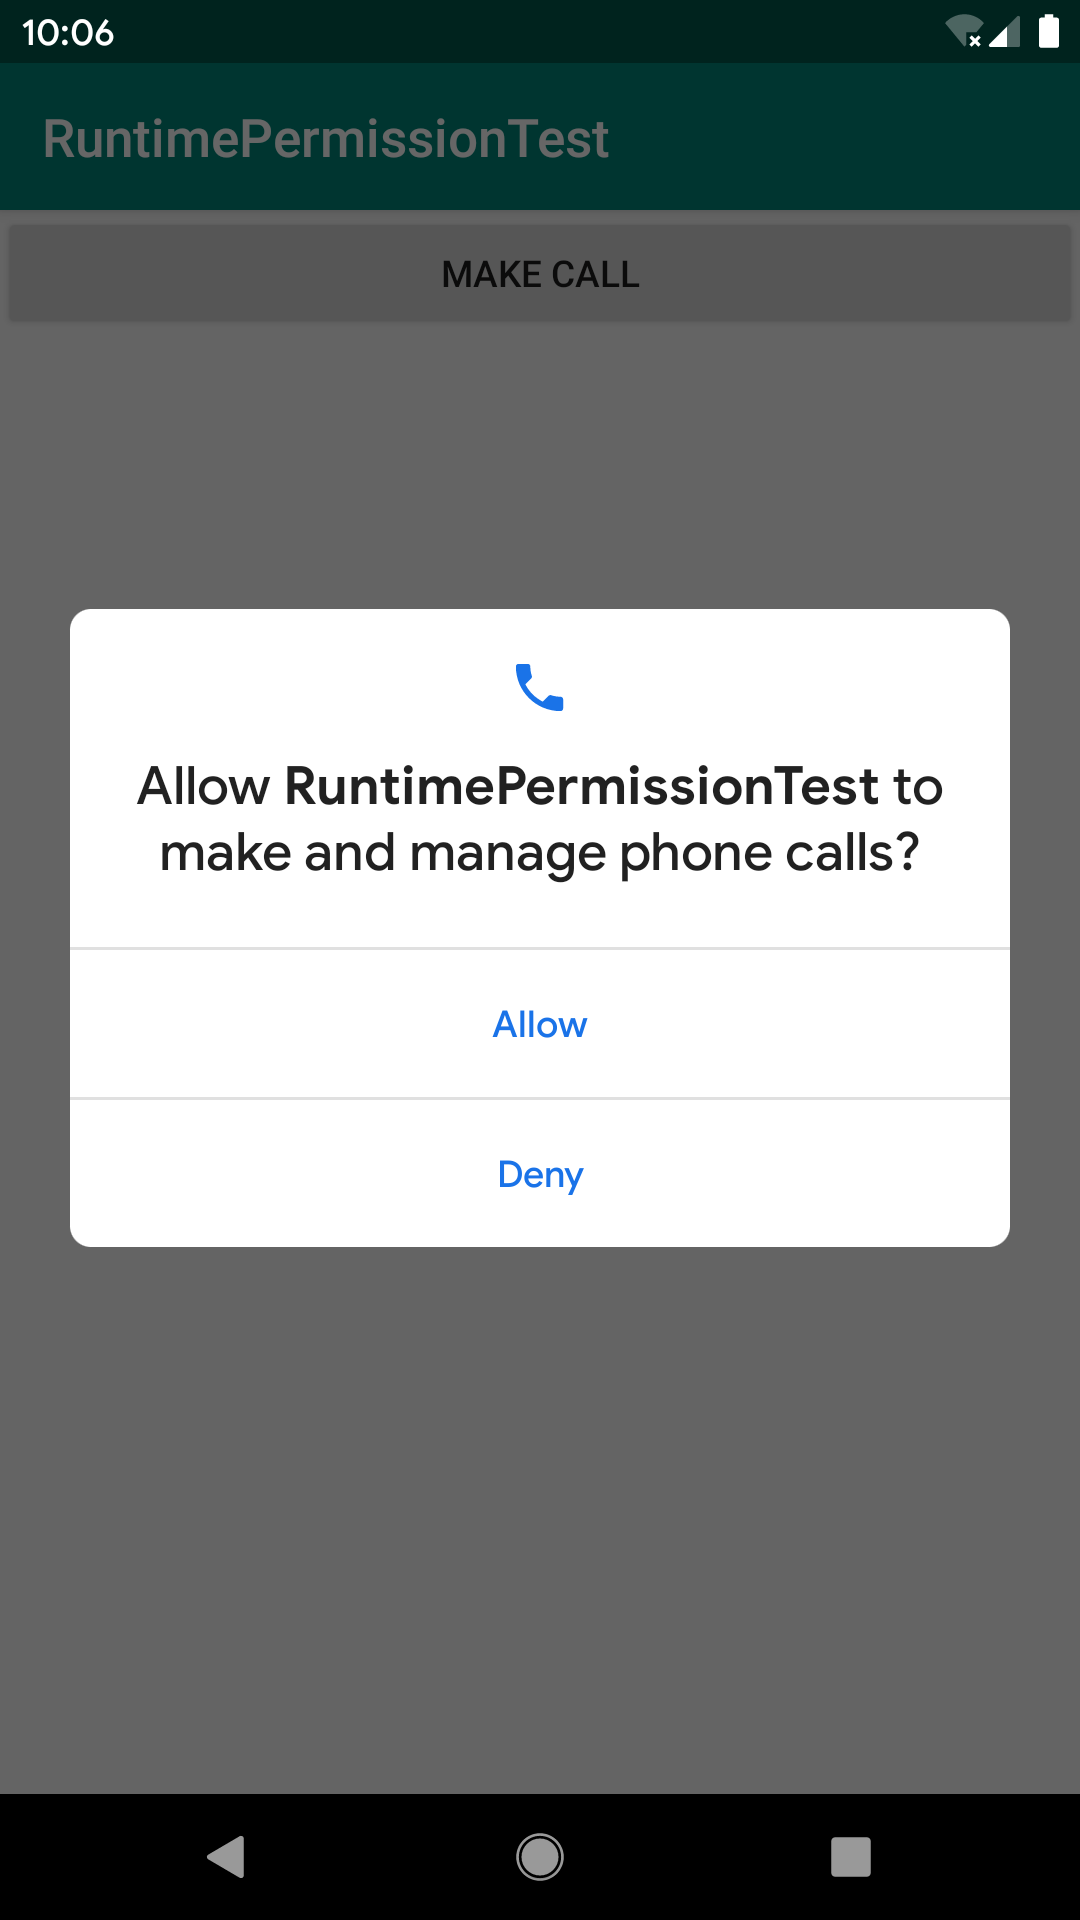 10:06
RuntimePermissionTest
MAKE CALL
Allow RuntimePermissionTest to
make and manage phone calls?
Allow
Deny